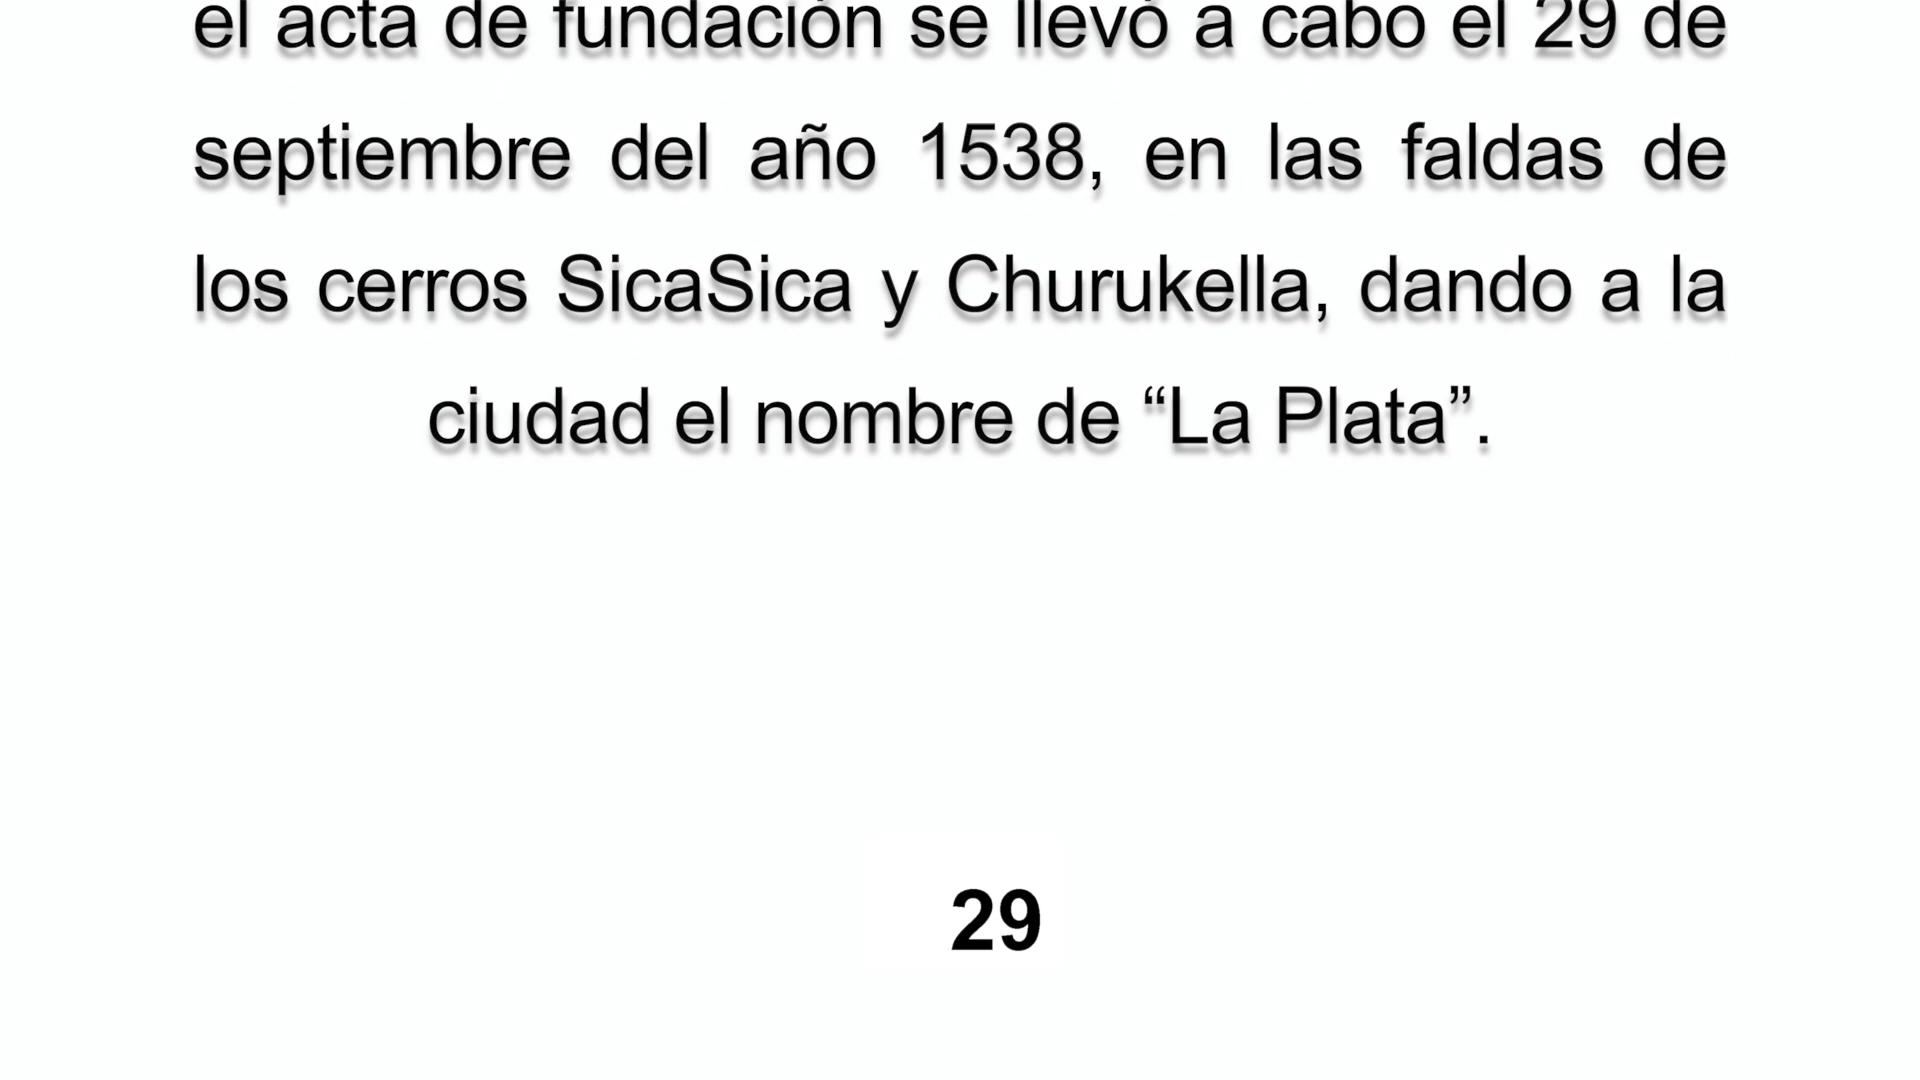 el acta de fundación se llevó a cabo el 29 de
septiembre del año 1538, en las faldas de
los cerros SicaSica y Churukella, dando a la
ciudad el nombre de “La Plata”.
29